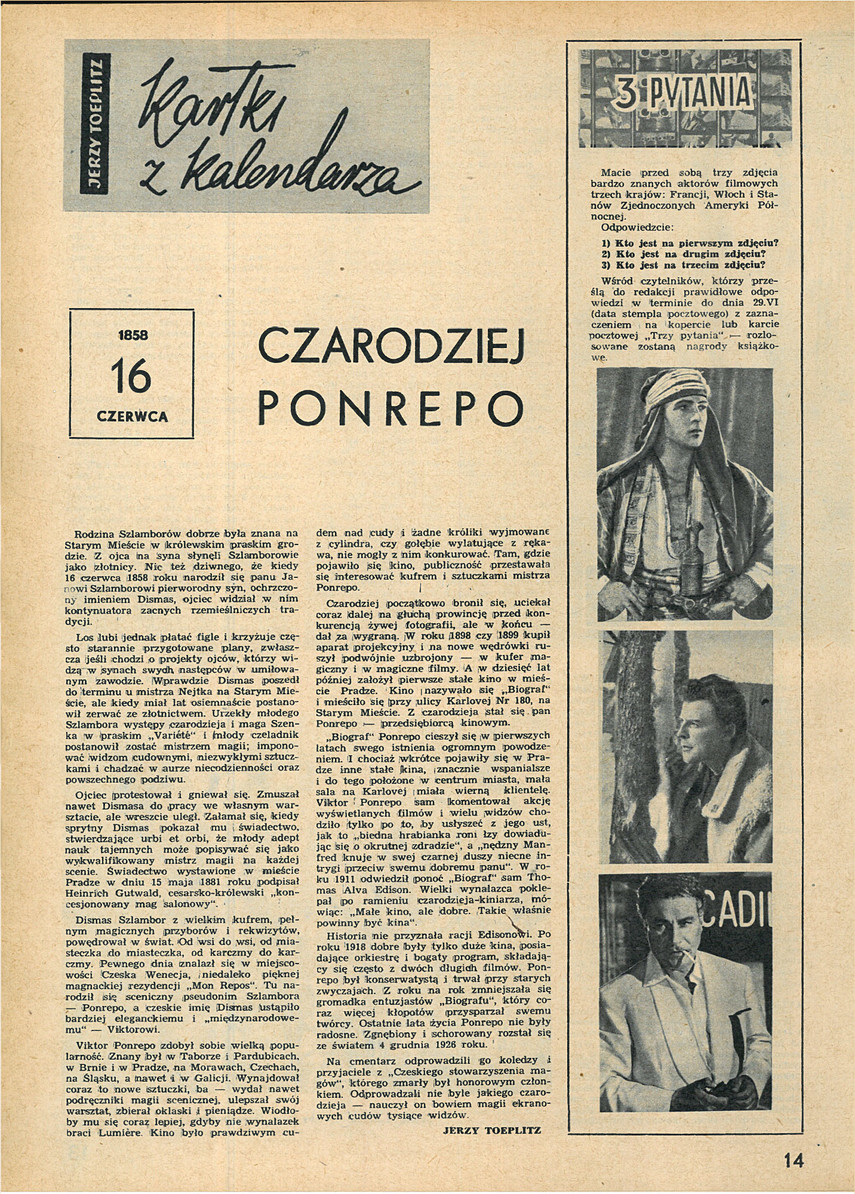 JERZY TOEPLITZ
Kartki
z kalendarza
1858
16
CZERWCA
CZARODZIEJ
PONREPO
Rodzina Szlamborów dobrze była znana na
Starym Mieście w królewskim praskim gro-
dzie. Z ojca na syna słynęli Szlamborowie
jako złotnicy. Nic też dziwnego, że kiedy
16 czerwca 1858 roku narodził się panu Ja-
nowi Szlamborowi pierworodny syn, ochrzczo-
ny imieniem Dismas, ojciec widział w nim
kontynuatora zacnych rzemieślniczych tra-
dycji.
Los lubi jednak płatać figle i krzyżuje czę-
sto starannie przygotowane plany, zwłasz-
cza jeśli chodzi o projekty ojców, którzy wi-
dzą w synach swych następców w umiłowa-
nym zawodzie. Wprawdzie Dismas poszedł
do terminu u mistrza Nejtka na Starym Mie-
ście, ale kiedy miał lat osiemnaście postano-
wił zerwać ze złotnictwem. Urzekły młodego
Szlambora występy czarodzieja i maga Szen-
ka w praskim „Variété" i młody czeladnik
postanowił zostać mistrzem magii; impono-
wać widzom cudownymi, niezwykłymi sztucz-
kami i chadzać w aurze niecodzienności oraz
powszechnego podziwu.
Ojciec protestował i gniewał się. Zmuszał
nawet Dismasa do pracy we własnym war-
sztacie, ale wreszcie uległ. Załamał się, kiedy
sprytny Dismas pokazał mu świadectwo,
stwierdzające urbi et orbi, że młody adept
nauk tajemnych może popisywać się jako
wykwalifikowany mistrz magii na każdej
scenie. Świadectwo wystawione w mieście
Pradze w dniu 15 maja 1881 roku podpisał
Heinrich Gutwald, cesarsko-królewski „kon-
cesjonowany mag salonowy".
Dismas Szlambor z wielkim kufrem, peł-
nym magicznych przyborów i rekwizytów,
powędrował w świat. Od wsi do wsi, od mia-
steczka do miasteczka, od karczmy do kar-
czmy. Pewnego dnia znalazł się w miejsco-
wości Czeska Wenecja, niedaleko pięknej
magnackiej rezydencji „Mon Repos". Tu na-
rodził się sceniczny pseudonim Szlambora
— Ponrepo, a czeskie imię Dismas ustąpiło
bardziej eleganckiemu i „międzynarodowe-
mu" — Viktorowi.
Viktor Ponrepo zdobył sobie wielką popu-
larność. Znany był w Taborze i Pardubicach,
w Brnie i w Pradze, na Morawach, Czechach,
na Śląsku, a nawet i w Galicji. Wynajdował
coraz to nowe sztuczki, ba — wydał nawet
podręczniki magii scenicznej, ulepszał swój
warsztat, zbierał oklaski i pieniądze. Wiodło-
by mu się coraz lepiej, gdyby nie wynalazek
braci Lumière. Kino było prawdziwym cu-
dem nad cudy i żadne króliki wyjmowane
z cylindra, czy gołębie wylatujące z ręka-
wa, nie mogły z nim konkurować. Tam, gdzie
pojawiło się kino, publiczność przestawała
się interesować kufrem i sztuczkami mistrza
Ponrepo.
Czarodziej początkowo bronił się, uciekał
coraz dalej na głuchą prowincję przed kon-
kurencją żywej fotografii, ale w końcu —
dał za wygraną. W roku 1898 czy 1899 kupił
aparat projekcyjny i na nowe wędrówki ru-
szył podwójnie uzbrojony — w kufer ma-
giczny i w magiczne filmy. A w dziesięć lat
później założył pierwsze stałe kino w mieś-
cie Pradze. Kino nazywało się „Biograf"
i mieściło się przy ulicy Karlovej Nr 180, na
Starym Mieście. Z czarodzieja stał się pan
Ponrepo — przedsiębiorcą kinowym.
„Biograf" Ponrepo cieszył się w pierwszych
latach swego istnienia ogromnym powodze-
niem. I chociaż wkrótce pojawiły się w Pra-
dze inne stałe kina, znacznie wspanialsze
i do tego położone w centrum miasta, mała
sala na Karlovej miała wierną klientelę.
Viktor Ponrepo sam komentował akcję
wyświetlanych filmów i wielu widzów cho-
dziło tylko po to, by usłyszeć z jego ust,
jak to „biedna hrabianka roni łzy dowiadu-
jąc się o okrutnej zdradzie", a „nędzny Man-
fred knuje w swej czarnej duszy niecne in-
trygi przeciw swemu dobremu panu". W ro-
ku 1911 odwiedził ponoć „Biograf" sam Tho-
mas Alva Edison. Wielki wynalazca pokle-
pał po ramieniu czarodzieja-kiniarza, mó-
wiąc: „Małe kino, ale dobre. Takie właśnie
powinny być kina".
Historia nie przyznała racji Edisonowi. Po
roku 1918 dobre były tylko duże kina, posia-
dające orkiestrę i bogaty program, składają-
cy się często z dwóch długich filmów. Pon-
repo był konserwatystą i trwał przy starych
zwyczajach. Z roku na rok zmniejszała się
gromadka entuzjastów „Biografu", który co-
raz więcej kłopotów przysparzał swemu
twórcy. Ostatnie lata życia Ponrepo nie były
radosne. Zgnębiony i schorowany rozstał się
ze światem 4 grudnia 1926 roku.
Na cmentarz odprowadzili go koledzy i
przyjaciele z „Czeskiego stowarzyszenia ma-
gów", którego zmarły był honorowym człon-
kiem. Odprowadzali nie byle jakiego czaro-
dzieja — nauczył on bowiem magii ekrano-
wych cudów tysiące widzów.
JERZY TOEPLITZ
3 PYTANIA
Macie przed sobą trzy zdjęcia
bardzo znanych aktorów filmowych
trzech krajów: Francji, Włoch i Sta-
nów Zjednoczonych Ameryki Pół-
nocnej.
Odpowiedzcie:
1) Kto jest na pierwszym zdjęciu?
2) Kto jest na drugim zdjęciu?
3) Kto jest na trzecim zdjęciu?
Wśród czytelników, którzy prze-
ślą do redakcji prawidłowe odpo-
wiedzi w terminie do dnia 29.VI
(data stempla pocztowego) z zazna-
czeniem na kopercie lub karcie
pocztowej „Trzy pytania" — rozlo-
sowane zostaną nagrody książko-
we.
CADI
14